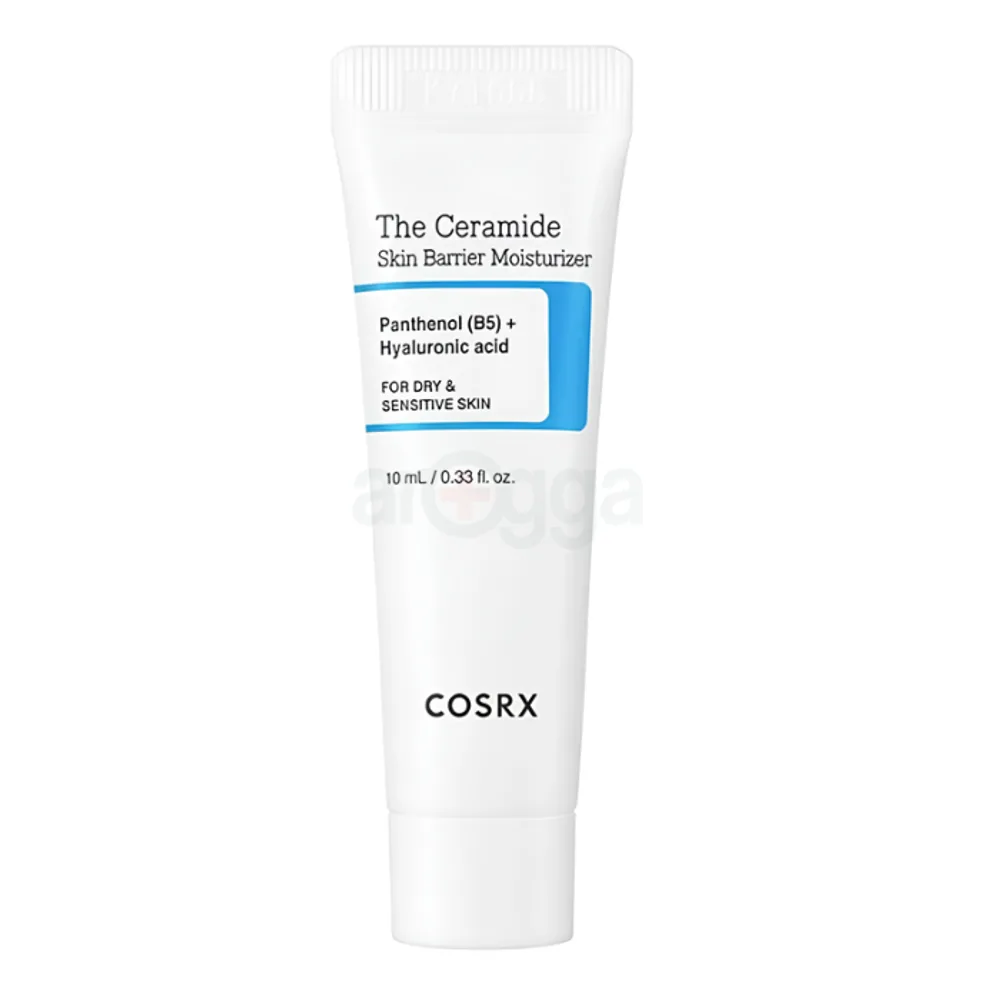 The Ceramide
Skin Barrier Moisturizer
Panthenol (B5) +
Hyaluronic acid
FOR DRY &
SENSITIVE SKIN
10 mL / 0.33 fl. oz.
arogga
COSRX